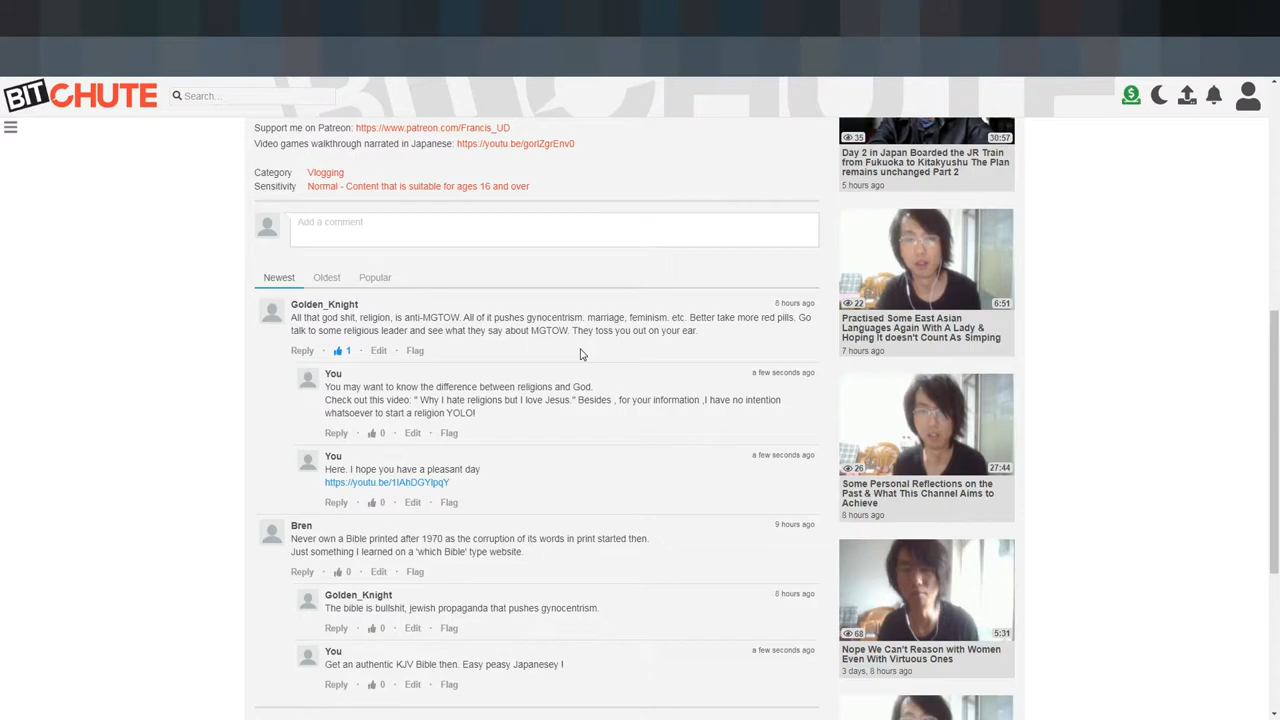 BITCHUTE
Search...
Support me on Patreon: https://www.patreon.com/Francis_UD
Video games walkthrough narrated in Japanese: https://youtu.be/gorIZgrEnv0
Category Vlogging
Sensitivity Normal - Content that is suitable for ages 16 and over
Add a comment
Newest Oldest Popular
Golden_Knight 8 hours ago
All that god shit, religion, is anti-MGTOW. All of it pushes gynocentrism. marriage, feminism. etc. Better take more red pills. Go
talk to some religious leader and see what they say about MGTOW. They toss you out on your ear.
Reply · 1 · Edit · Flag
You a few seconds ago
You may want to know the difference between religions and God.
Check out this video: " Why I hate religions but I love Jesus." Besides , for your information ,I have no intention
whatsoever to start a religion YOLO!
Reply · 0 · Edit · Flag
You a few seconds ago
Here. I hope you have a pleasant day
https://youtu.be/1IAhDGYIpqY
Reply · 0 · Edit · Flag
Bren 9 hours ago
Never own a Bible printed after 1970 as the corruption of its words in print started then.
Just something I learned on a 'which Bible' type website.
Reply · 0 · Edit · Flag
Golden_Knight 8 hours ago
The bible is bullshit, jewish propaganda that pushes gynocentrism.
Reply · 0 · Edit · Flag
You a few seconds ago
Get an authentic KJV Bible then. Easy peasy Japanesey !
Reply · 0 · Edit · Flag
35 30:57
Day 2 in Japan Boarded the JR Train
from Fukuoka to Kitakyushu The Plan
remains unchanged Part 2
5 hours ago
22 6:51
Practised Some East Asian
Languages Again With A Lady &
Hoping It doesn't Count As Simping
7 hours ago
26 27:44
Some Personal Reflections on the
Past & What This Channel Aims to
Achieve
8 hours ago
68 5:31
Nope We Can't Reason with Women
Even With Virtuous Ones
3 days, 8 hours ago